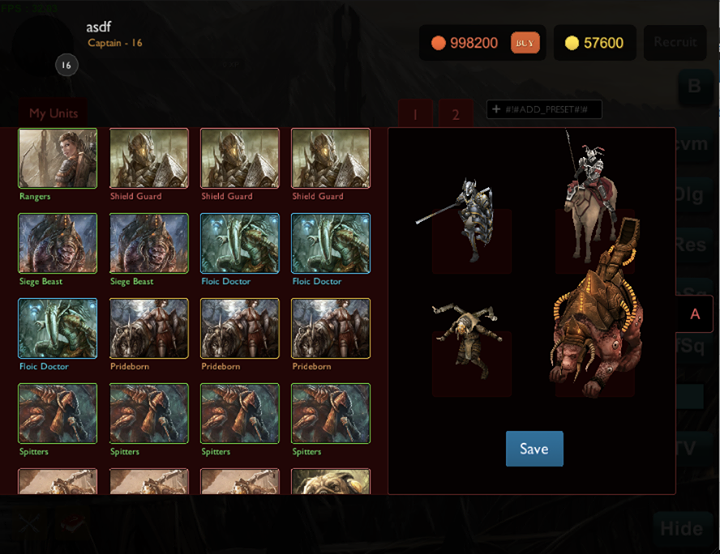 asdf
Captain - 16
16
998200
BUY
57600
Recruit
B
My Units
1
2
+ #!#ADD_PRESET#!#
Rangers
Shield Guard
Shield Guard
Shield Guard
Siege Beast
Siege Beast
Floic Doctor
Floic Doctor
Floic Doctor
Prideborn
Prideborn
Prideborn
Spitters
Spitters
Spitters
Spitters
A
Save
TV
Hide